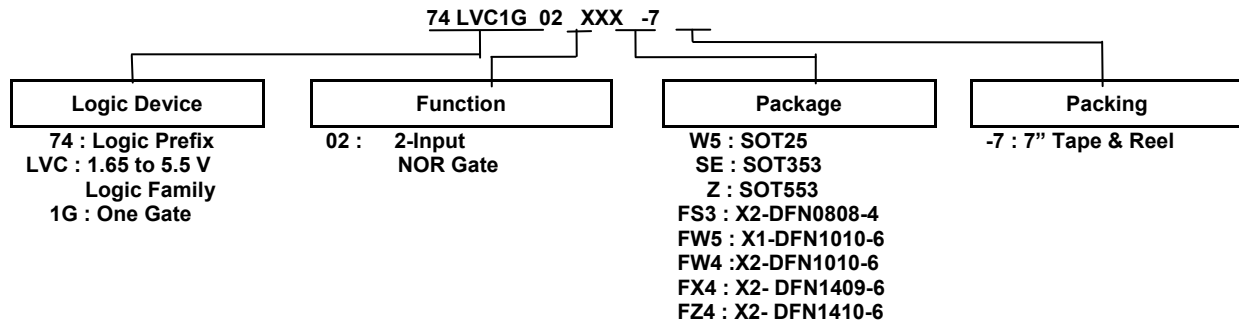 74 LVC1G 02 XXX -7
Logic Device
74 : Logic Prefix
LVC : 1.65 to 5.5 V
Logic Family
1G : One Gate
Function
02 : 2-Input
NOR Gate
Package
W5 : SOT25
SE : SOT353
Z : SOT553
FS3 : X2-DFN0808-4
FW5 : X1-DFN1010-6
FW4 :X2-DFN1010-6
FX4 : X2- DFN1409-6
FZ4 : X2- DFN1410-6
Packing
-7 : 7” Tape & Reel